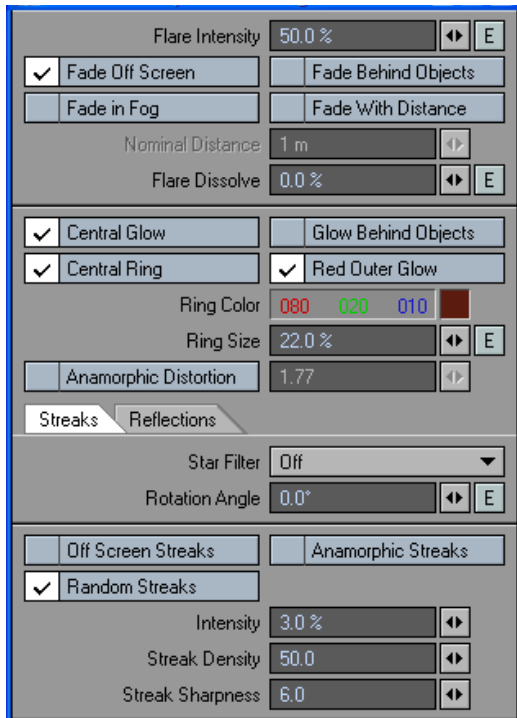 Flare Intensity 50.0 % E
Fade Off Screen Fade Behind Objects
Fade in Fog Fade With Distance
Nominal Distance 1 m
Flare Dissolve 0.0 % E
Central Glow Glow Behind Objects
Central Ring Red Outer Glow
Ring Color 080 020 010
Ring Size 22.0 % E
Anamorphic Distortion 1.77
Streaks Reflections
Star Filter Off
Rotation Angle 0.0° E
Off Screen Streaks Anamorphic Streaks
Random Streaks
Intensity 3.0 %
Streak Density 50.0
Streak Sharpness 6.0